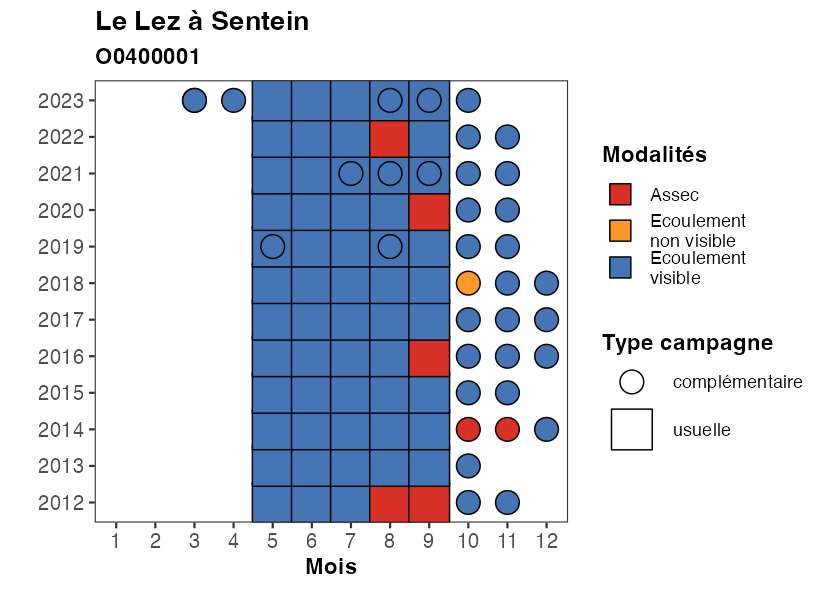 Le Lez à Sentein
O0400001
2023
2022
2021
2020
2019
2018
2017
2016
2015
2014
2013
2012
1 2 3 4 5 6 7 8 9 10 11 12
Mois
Modalités
Assec
Ecoulement
non visible
Ecoulement
visible
Type campagne
complémentaire
usuelle